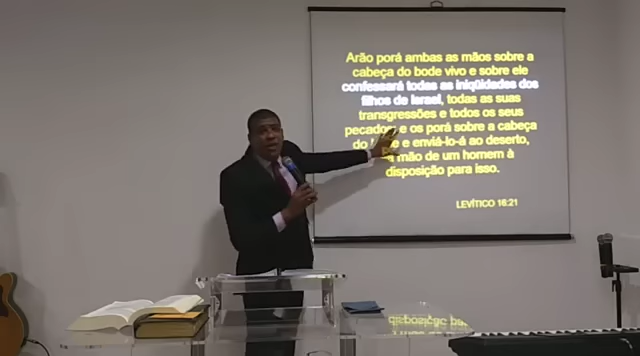 Arão porá ambas as mãos sobre a
cabeça do bode vivo e sobre ele
confessará todas as iniqüidades dos
filhos de Israel, todas as suas
transgressões e todos os seus
e os porá sobre a cabeça
do e enviá-lo-á ao deserto,
mão de um homem à
disposição para isso.
LEVÍTICO 16:21